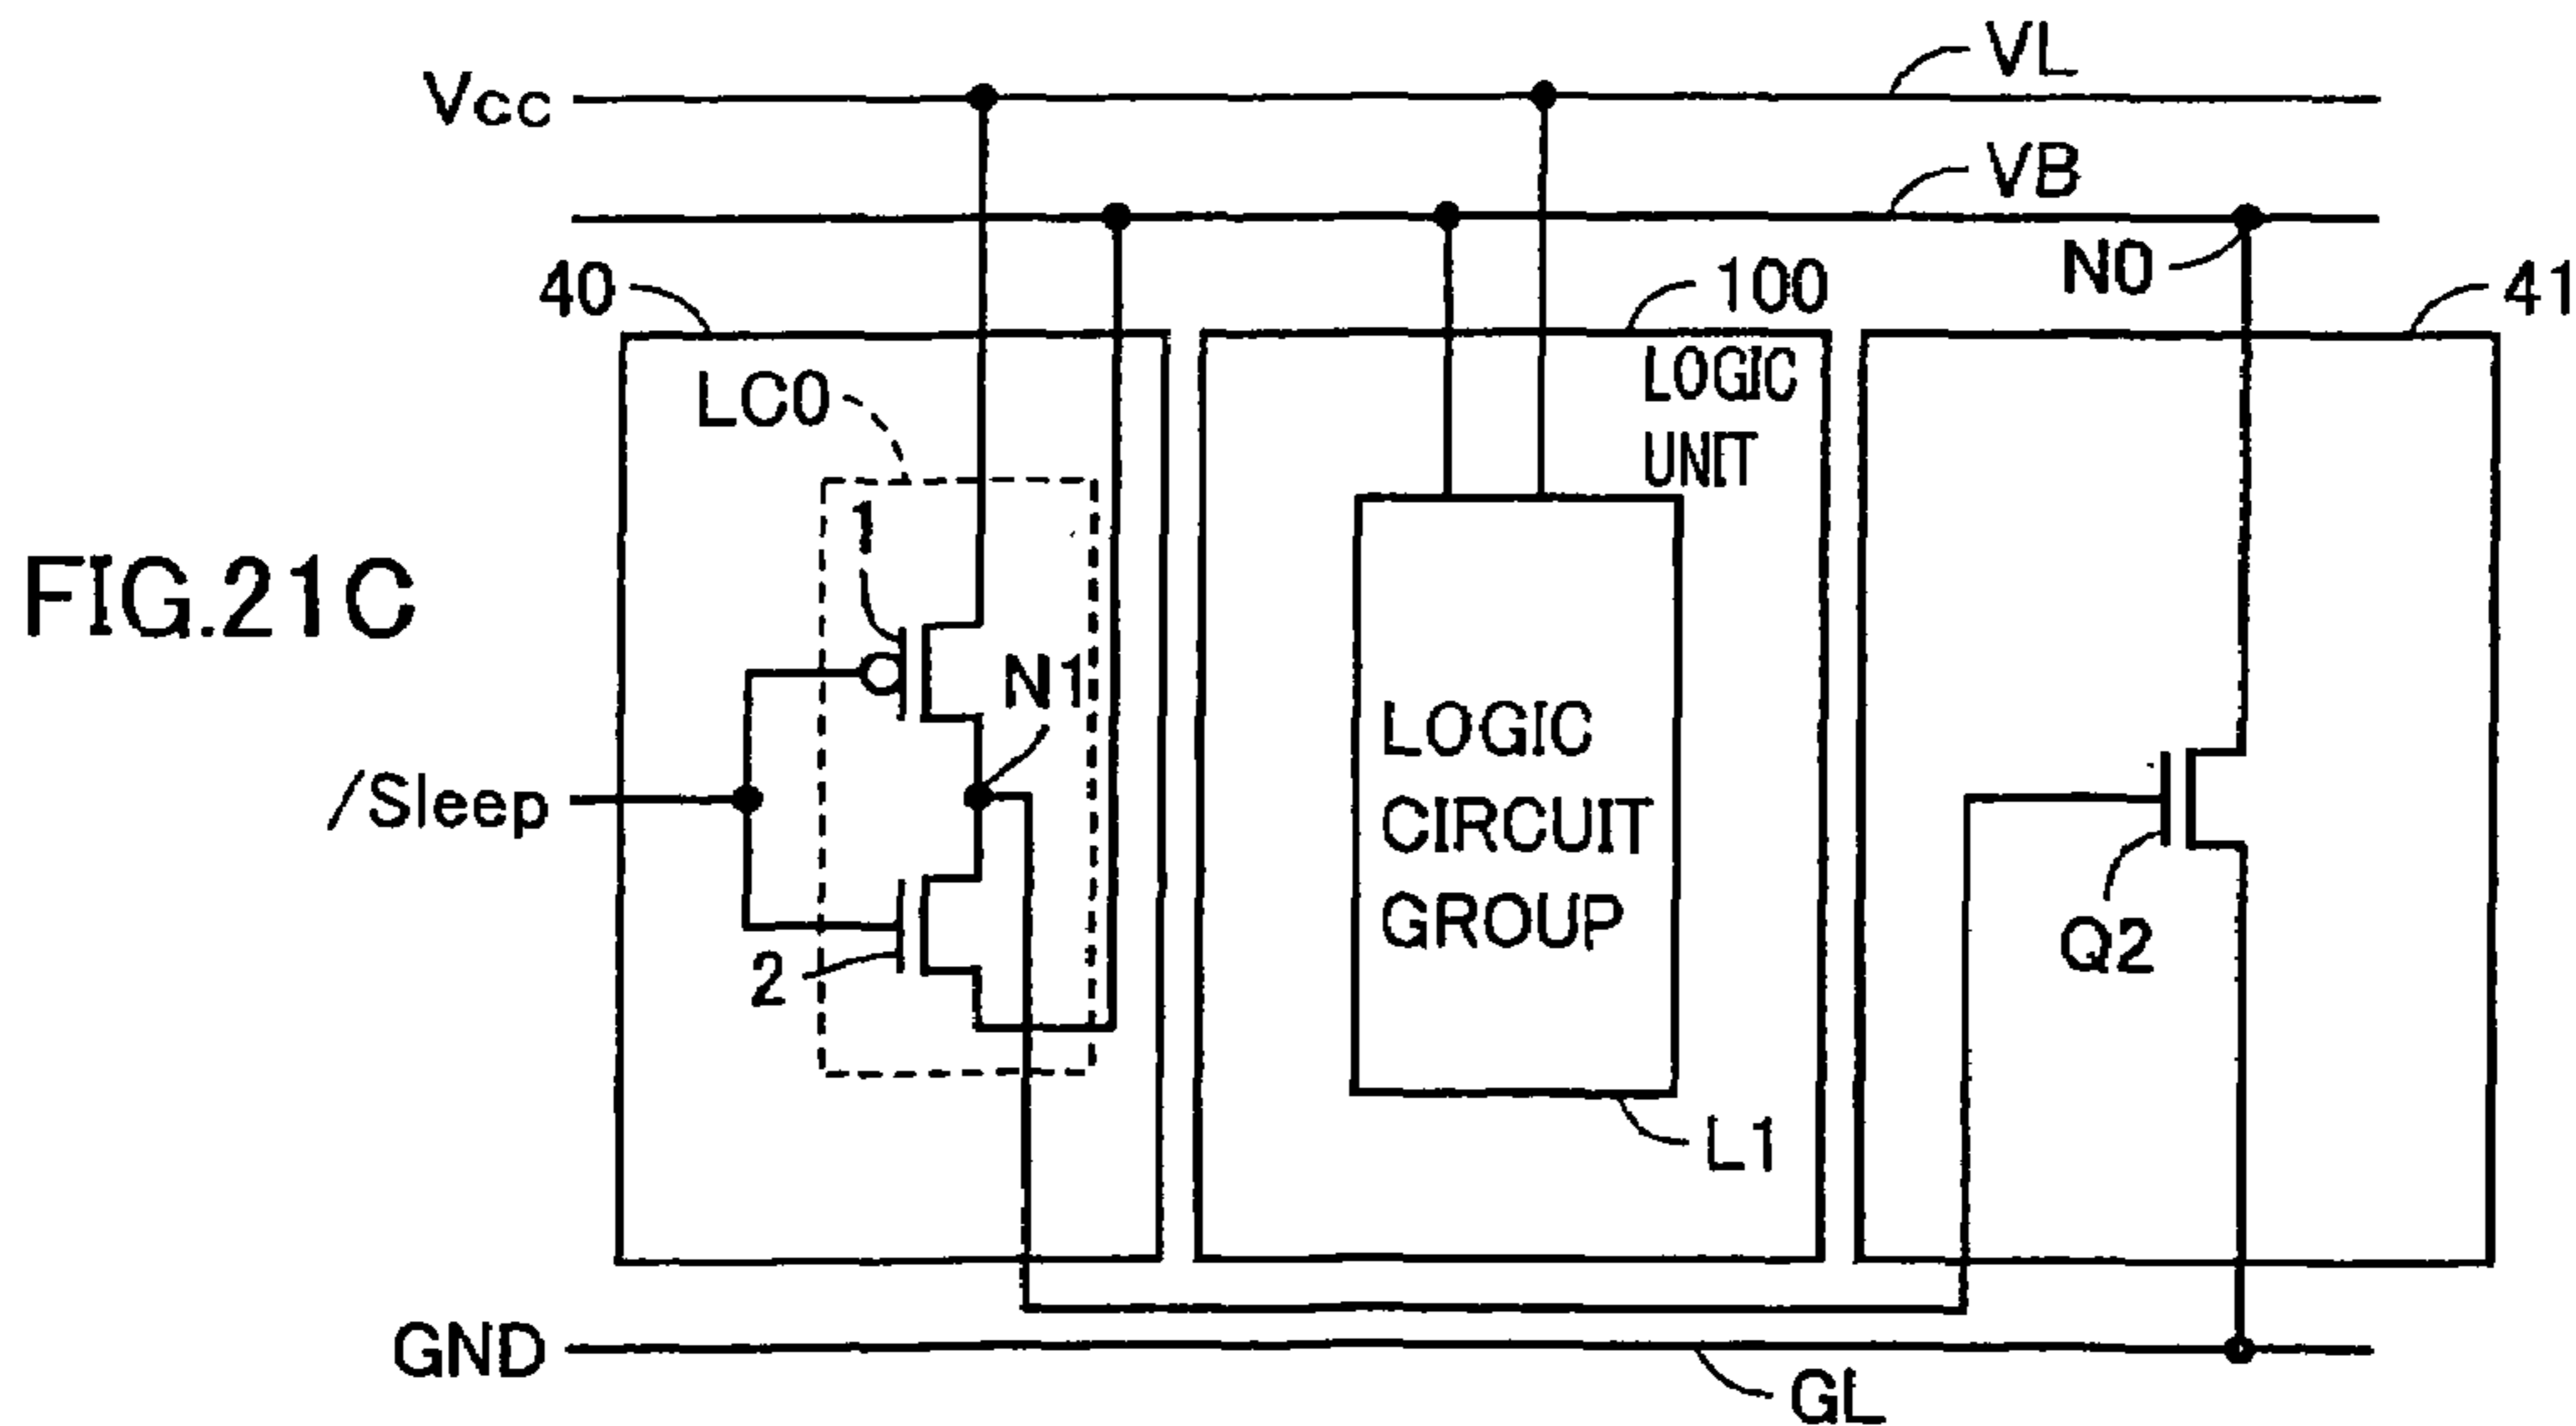 VL
Vcc
VB
N0
40
100
41
LOGIC
UNIT
LC0
1
FIG.21C
N1
LOGIC
CIRCUIT
GROUP
/Sleep
Q2
2
L1
GND
GL